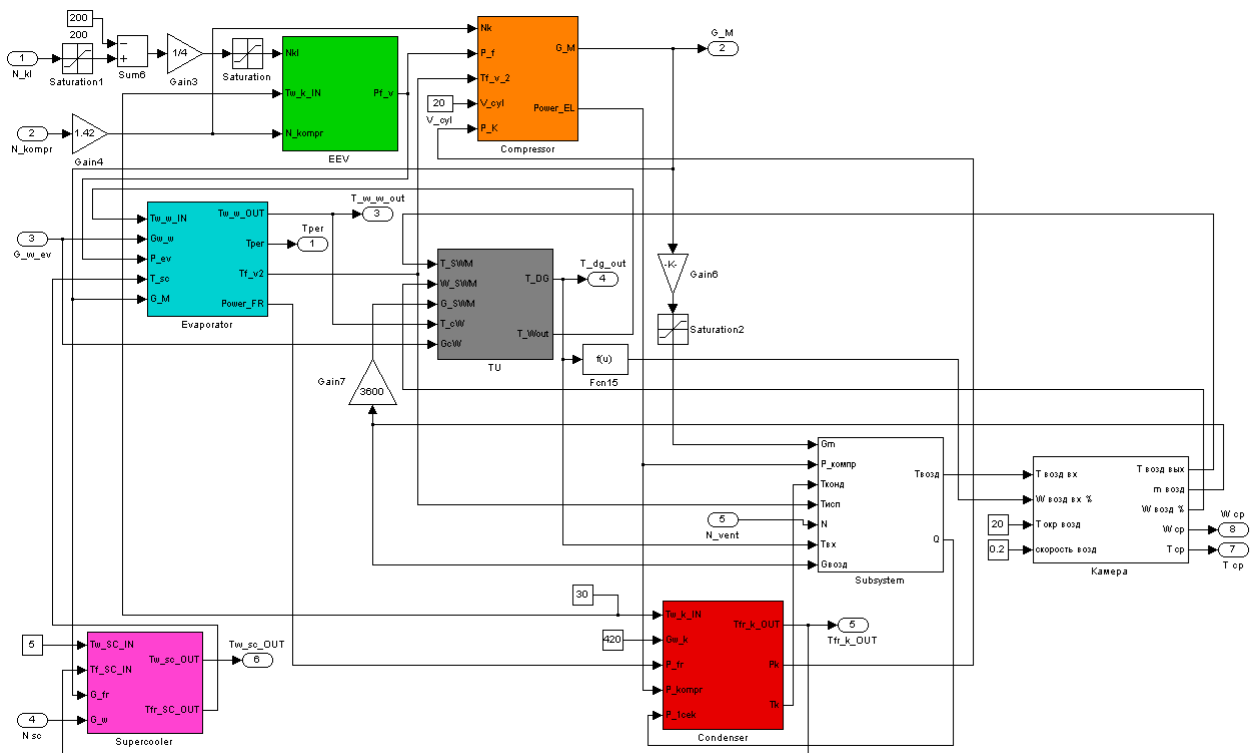 200
1
N_kl
200
Saturation1
−
+
Sum6
1/4
Gain3
Saturation
Nkl
Tw_k_IN
N_kompr
Pf_v
EEV
2
N_kompr
1.42
Gain4
Nk
P_f
Tf_v_2
V_cyl
P_K
G_M
Power_EL
Compressor
20
V_cyl
G_M
2
3
G_w_ev
Tw_w_IN
Gw_w
P_ev
T_sc
G_M
Tw_w_OUT
Tper
Tf_v2
Power_FR
Evaporator
T_w_w_out
3
Tper
1
T_SWM
W_SWM
G_SWM
T_cW
GcW
T_DG
T_Wout
TU
T_dg_out
4
-K-
Gain6
Saturation2
f(u)
Fcn15
Gain7
3600
Gm
P_компр
Tконд
Tисп
N
Tвх
Gвозд
Tвозд
Q
Subsystem
5
N_vent
T возд вх
W возд вх %
T окр возд
скорость возд
T возд вых
m возд
W возд %
W ср
T ср
Камера
20
0.2
W ср
8
7
T ср
30
420
Tw_k_IN
Gw_k
P_fr
P_kompr
P_1cek
Tfr_k_OUT
Pk
Tk
Condenser
5
Tfr_k_OUT
5
4
N sc
Tw_SC_IN
Tf_SC_IN
G_fr
G_w
Tw_sc_OUT
Tfr_SC_OUT
Supercooler
Tw_sc_OUT
6